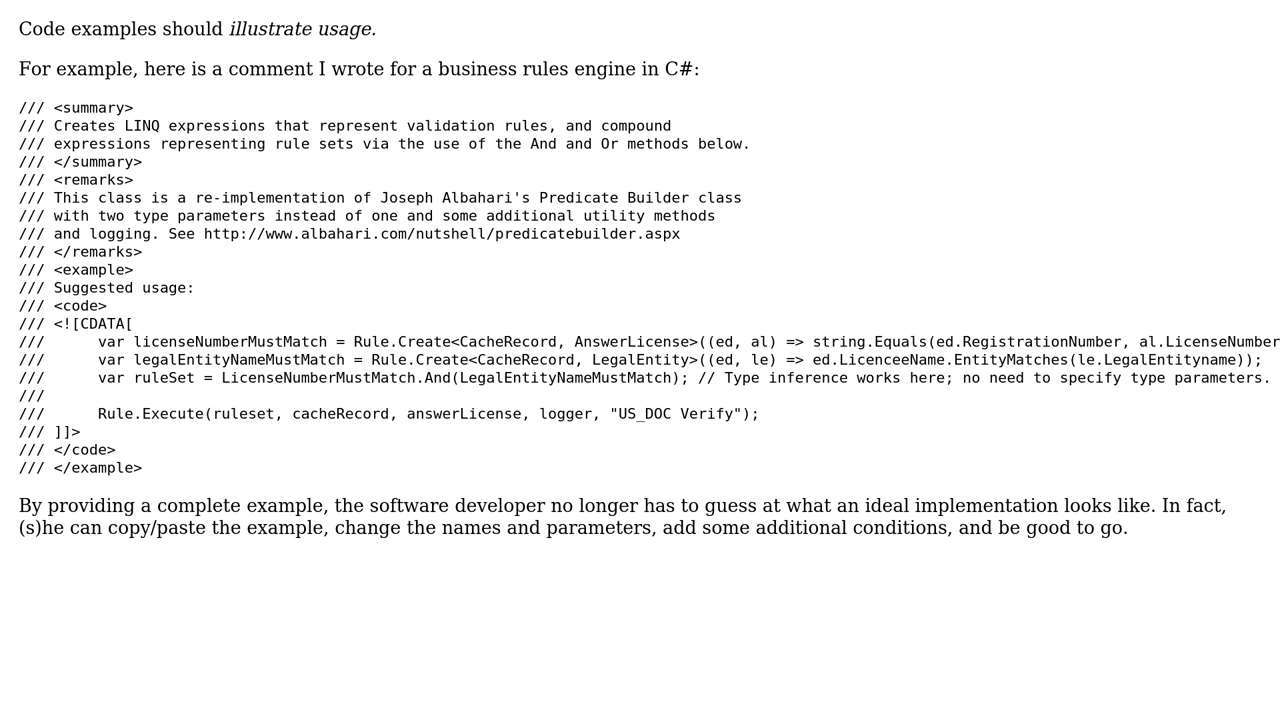 Code examples should illustrate usage.
For example, here is a comment I wrote for a business rules engine in C#:
/// <summary>
/// Creates LINQ expressions that represent validation rules, and compound
/// expressions representing rule sets via the use of the And and Or methods below.
/// </summary>
/// <remarks>
/// This class is a re-implementation of Joseph Albahari's Predicate Builder class
/// with two type parameters instead of one and some additional utility methods
/// and logging. See http://www.albahari.com/nutshell/predicatebuilder.aspx
/// </remarks>
/// <example>
/// Suggested usage:
/// <code>
/// <![CDATA[
///      var licenseNumberMustMatch = Rule.Create<CacheRecord, AnswerLicense>((ed, al) => string.Equals(ed.RegistrationNumber, al.LicenseNumber
///      var legalEntityNameMustMatch = Rule.Create<CacheRecord, LegalEntity>((ed, le) => ed.LicenceeName.EntityMatches(le.LegalEntityname));
///      var ruleSet = LicenseNumberMustMatch.And(LegalEntityNameMustMatch); // Type inference works here; no need to specify type parameters.
///
///      Rule.Execute(ruleset, cacheRecord, answerLicense, logger, "US_DOC Verify");
/// ]]>
/// </code>
/// </example>
By providing a complete example, the software developer no longer has to guess at what an ideal implementation looks like. In fact,
(s)he can copy/paste the example, change the names and parameters, add some additional conditions, and be good to go.